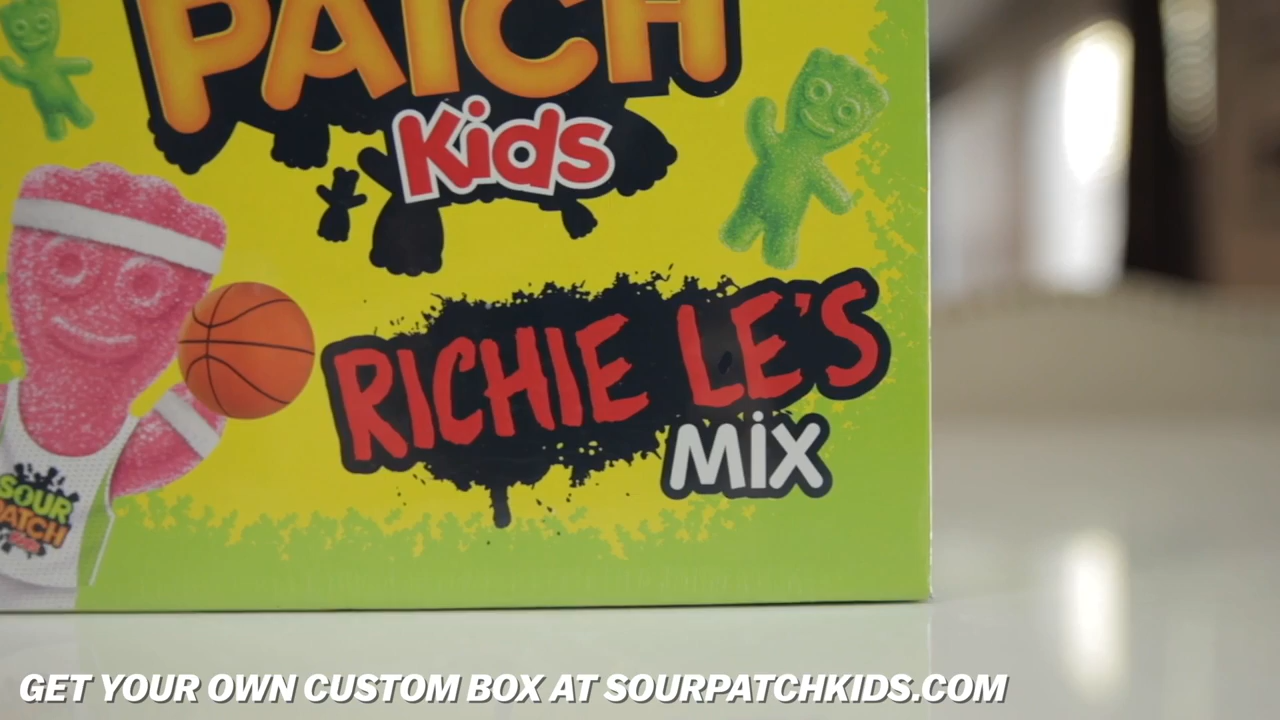 PATCH
Kids
RICHIE LE'S
MiX
SOUR
PATCH
GET YOUR OWN CUSTOM BOX AT SOURPATCHKIDS.COM